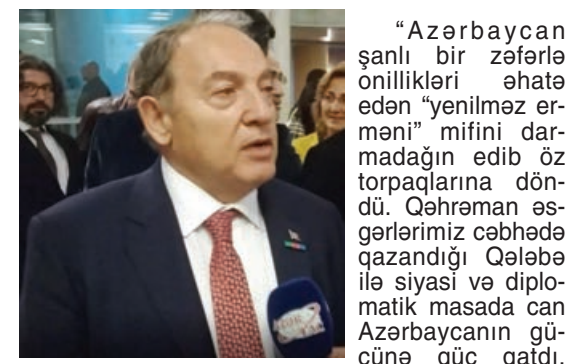 “Azərbaycan
şanlı bir zəfərlə
onillikləri əhatə
edən “yenilməz er-
məni” mifini dar-
madağın edib öz
torpaqlarına dön-
dü. Qəhrəman əs-
gərlərimiz cəbhədə
qazandığı Qələbə
ilə siyasi və diplo-
matik masada can
Azərbaycanın gü-
cünə güc qatdı.